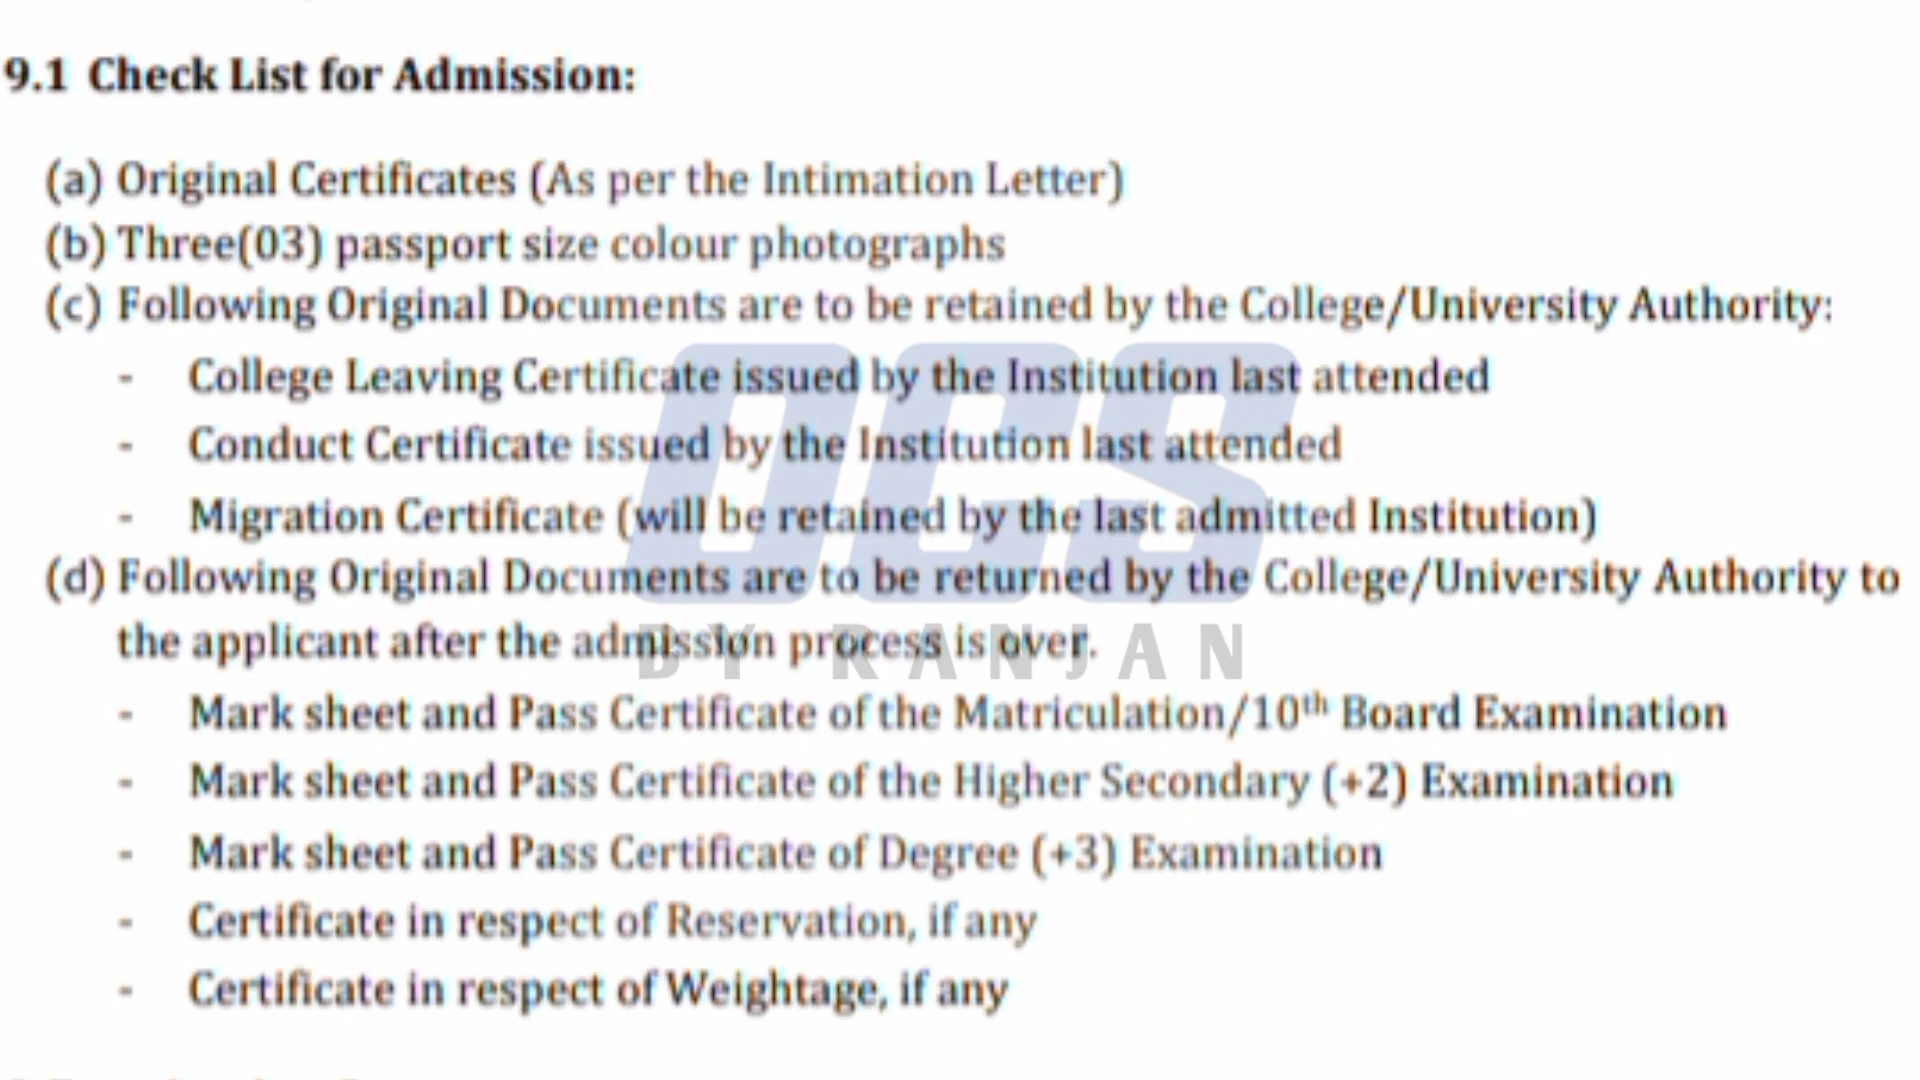 9.1 Check List for Admission:
(a) Original Certificates (As per the Intimation Letter)
(b) Three(03) passport size colour photographs
(c) Following Original Documents are to be retained by the College/University Authority:
- College Leaving Certificate issued by the Institution last attended
- Conduct Certificate issued by the Institution last attended
- Migration Certificate (will be retained by the last admitted Institution)
(d) Following Original Documents are to be returned by the College/University Authority to
the applicant after the admission process is over.
- Mark sheet and Pass Certificate of the Matriculation/10th Board Examination
- Mark sheet and Pass Certificate of the Higher Secondary (+2) Examination
- Mark sheet and Pass Certificate of Degree (+3) Examination
- Certificate in respect of Reservation, if any
- Certificate in respect of Weightage, if any
OGS
BY RANJAN